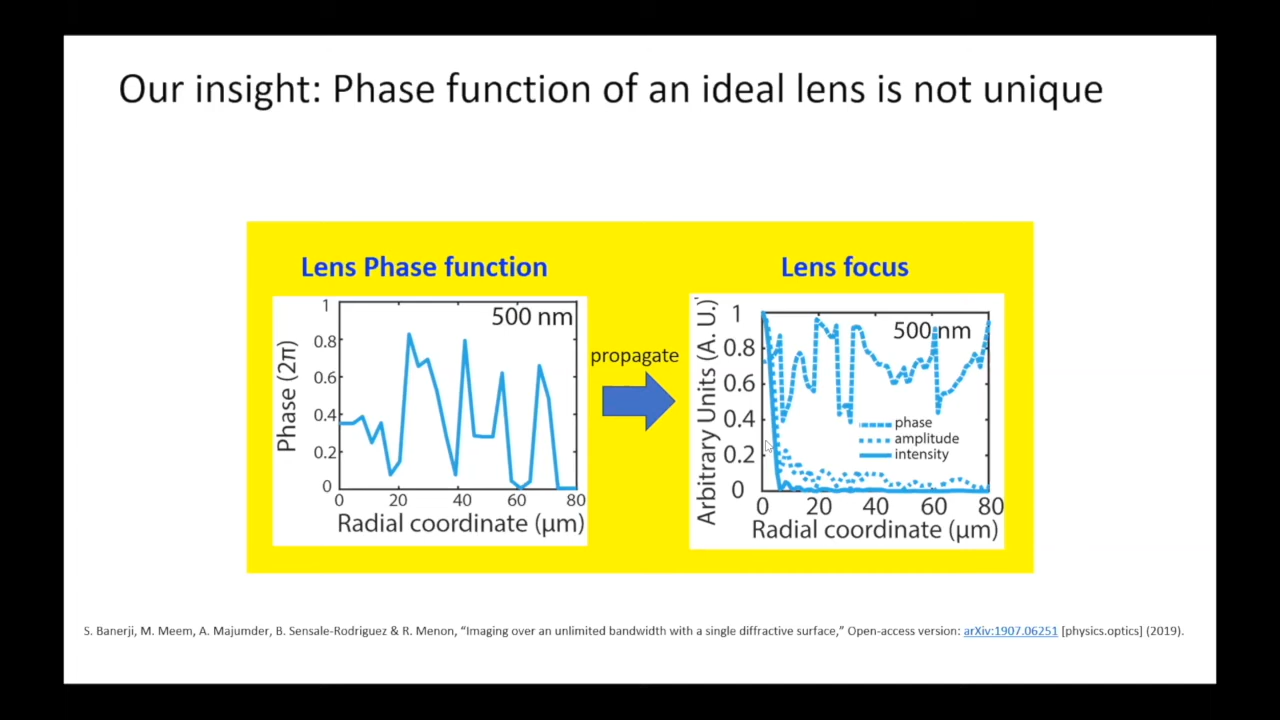 Our insight: Phase function of an ideal lens is not unique
Lens Phase function
Lens focus
500 nm
Phase (2π)
1
0.8
0.6
0.4
0.2
0
0 20 40 60 80
Radial coordinate (μm)
propagate
500 nm
Arbitrary Units (A. U.)
1
0.8
0.6
0.4
0.2
0
phase
amplitude
intensity
0 20 40 60 80
Radial coordinate (μm)
S. Banerji, M. Meem, A. Majumder, B. Sensale-Rodriguez & R. Menon, “Imaging over an unlimited bandwidth with a single diffractive surface,” Open-access version: arXiv:1907.06251 [physics.optics] (2019).